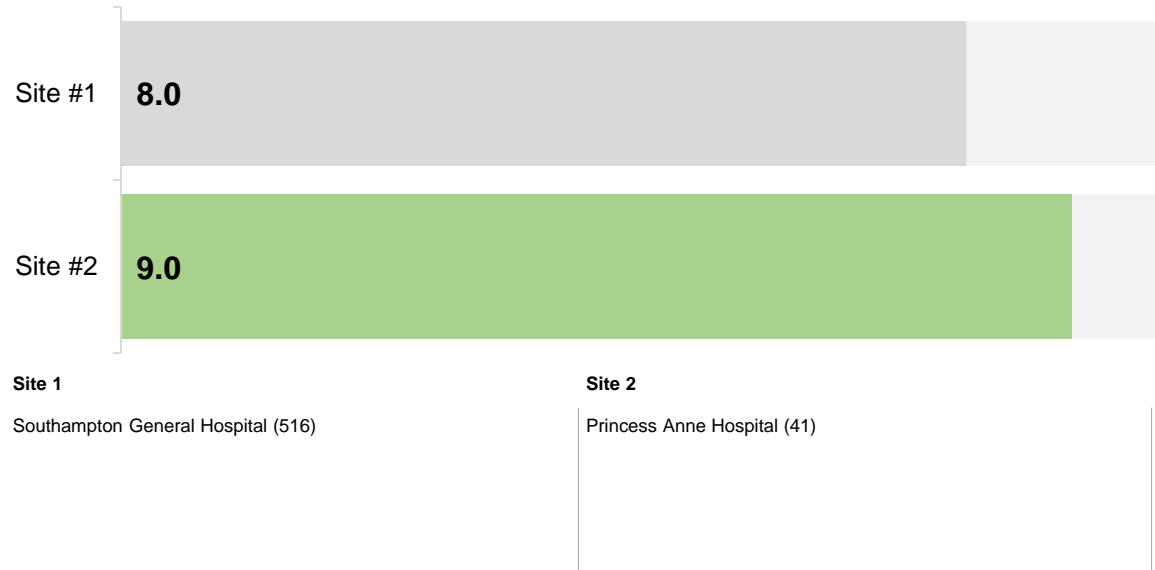 Site #1
8.0
Site #2
9.0
Site 1
Site 2
Southampton General Hospital (516)
Princess Anne Hospital (41)